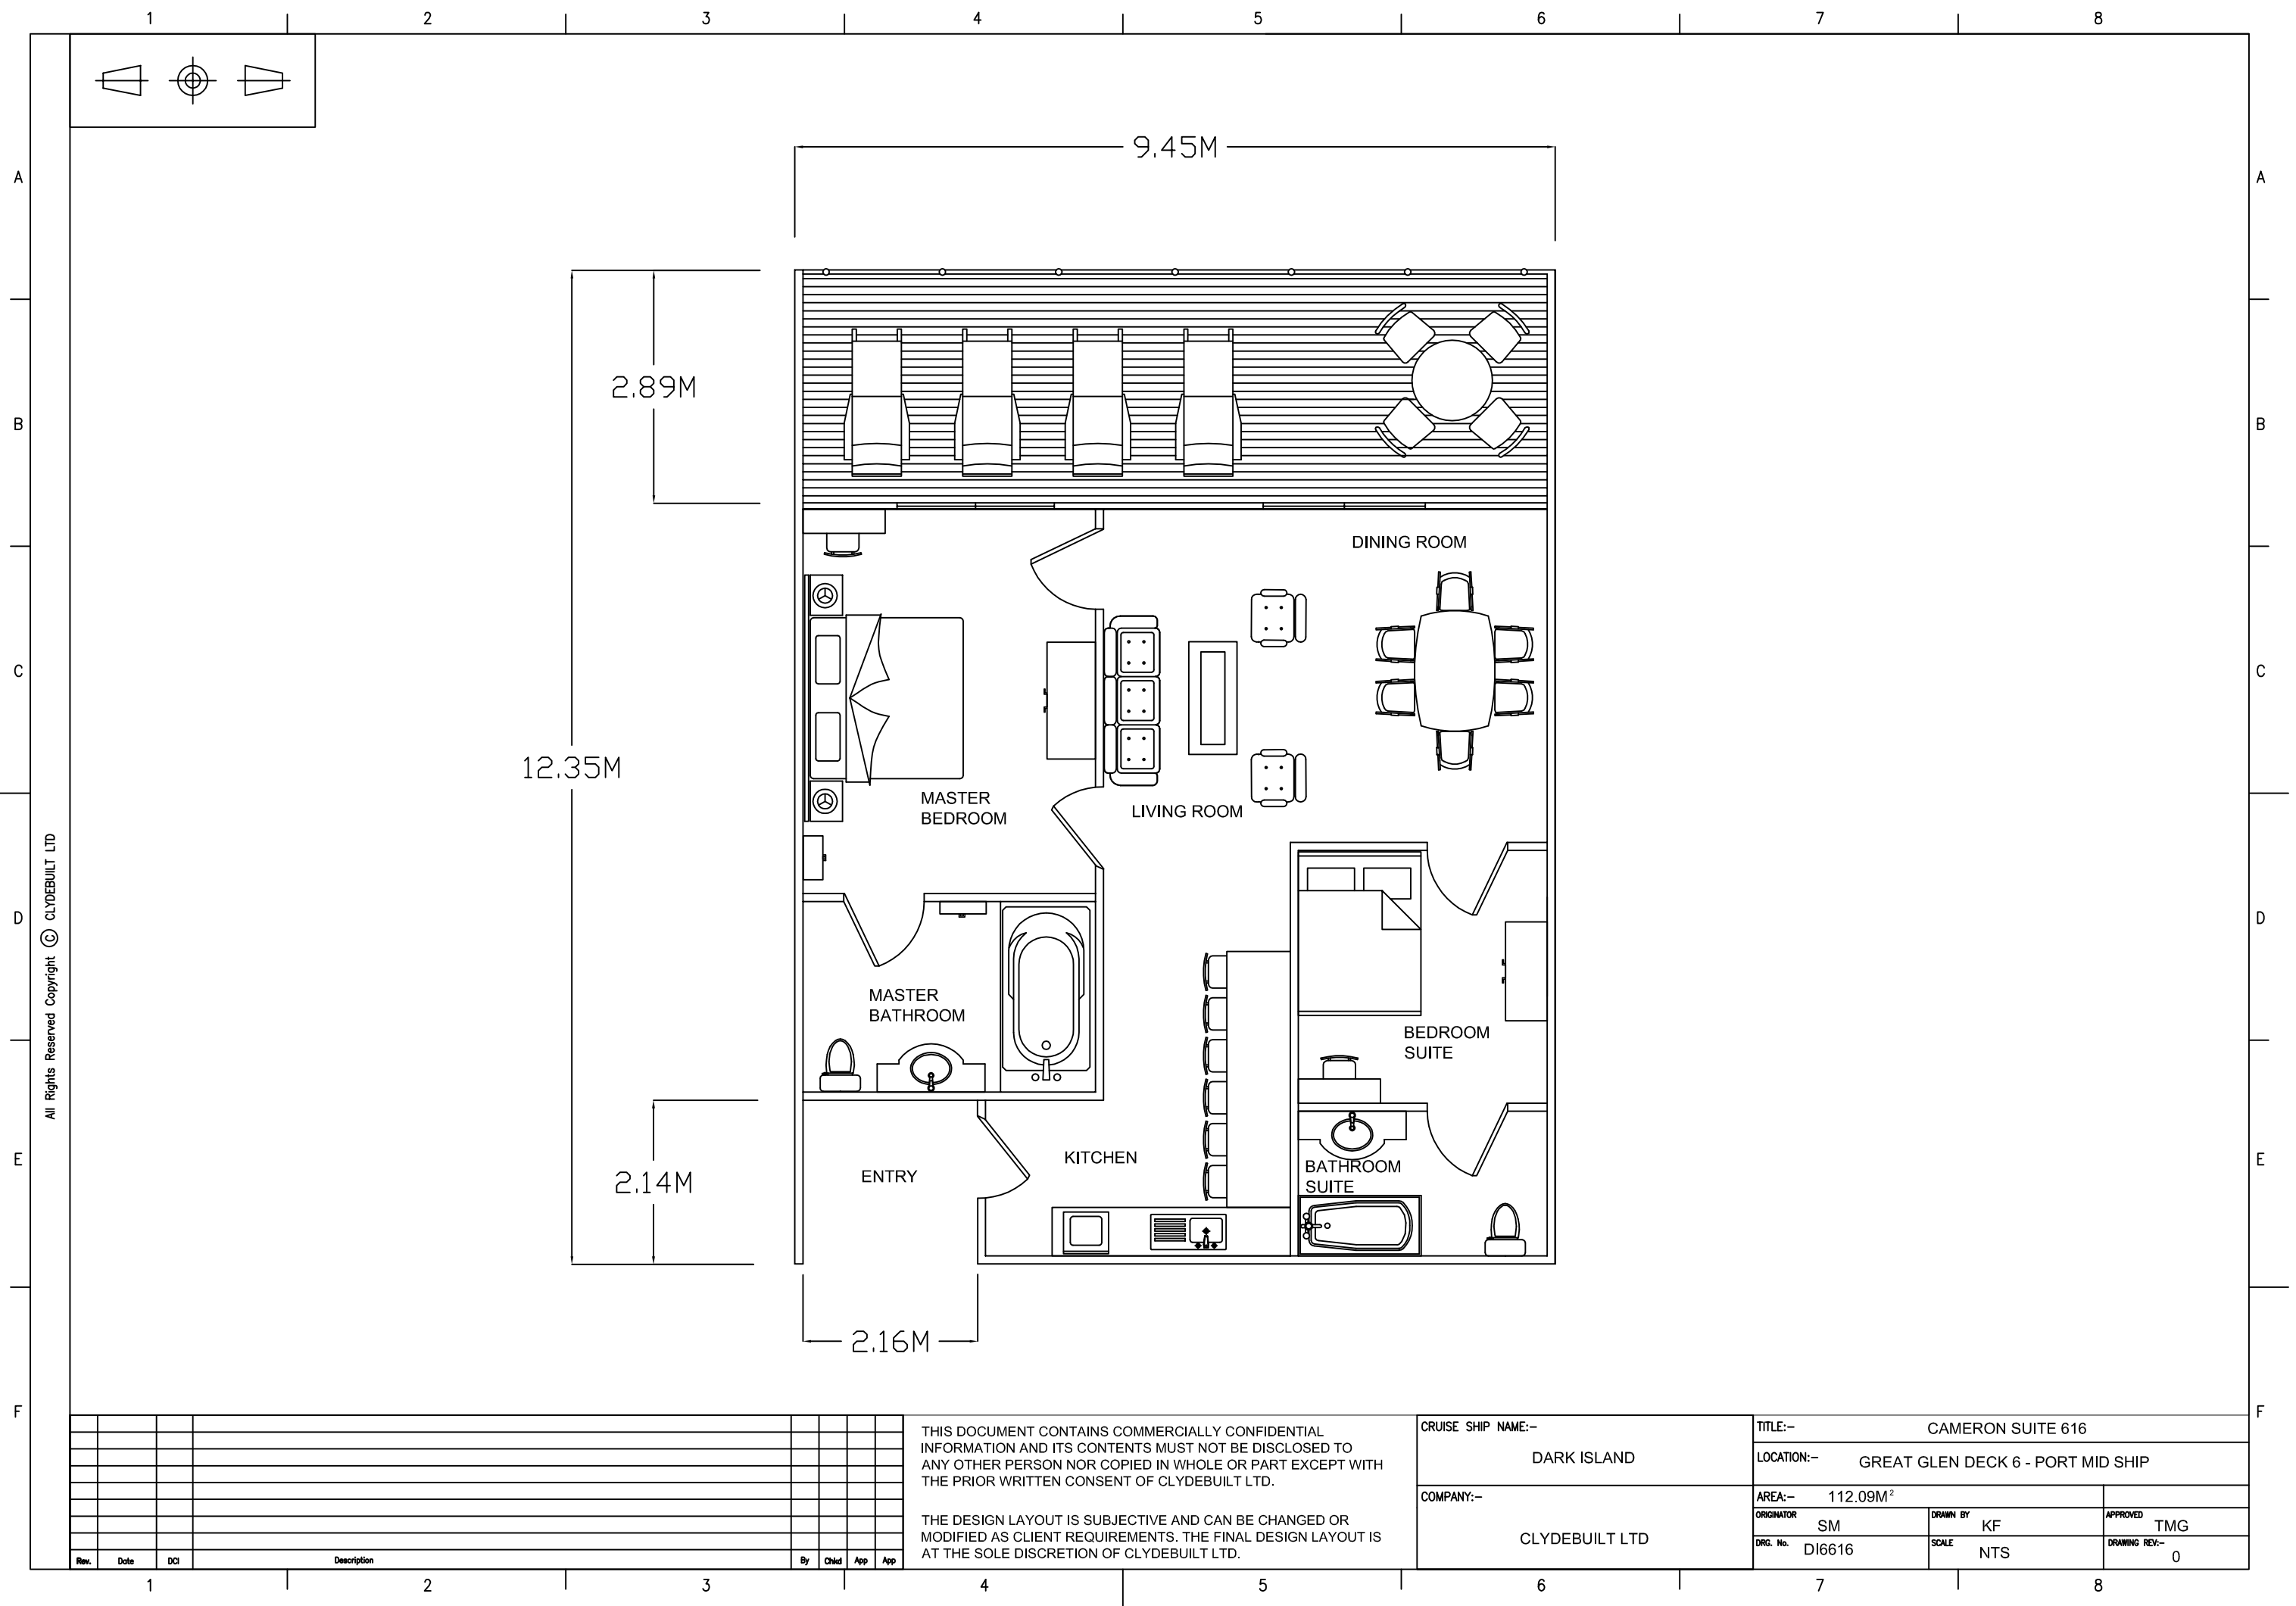 1 2 3 4 5 6 7 8
A A
B B
C C
D D
E E
F F
9.45M
2.89M
12.35M
2.14M
2.16M
DINING ROOM
MASTER
BEDROOM
LIVING ROOM
MASTER
BATHROOM
BEDROOM
SUITE
KITCHEN
ENTRY
BATHROOM
SUITE
All Rights Reserved Copyright © CLYDEBUILT LTD
Rev. Date DCI Description By Chkd App App
THIS DOCUMENT CONTAINS COMMERCIALLY CONFIDENTIAL
INFORMATION AND ITS CONTENTS MUST NOT BE DISCLOSED TO
ANY OTHER PERSON NOR COPIED IN WHOLE OR PART EXCEPT WITH
THE PRIOR WRITTEN CONSENT OF CLYDEBUILT LTD.
THE DESIGN LAYOUT IS SUBJECTIVE AND CAN BE CHANGED OR
MODIFIED AS CLIENT REQUIREMENTS. THE FINAL DESIGN LAYOUT IS
AT THE SOLE DISCRETION OF CLYDEBUILT LTD.
CRUISE SHIP NAME:-
DARK ISLAND
COMPANY:-
CLYDEBUILT LTD
TITLE:- CAMERON SUITE 616
LOCATION:- GREAT GLEN DECK 6 - PORT MID SHIP
AREA:- 112.09M²
ORIGINATOR SM DRAWN BY KF APPROVED TMG
DRG. No. DI6616 SCALE NTS DRAWING REV:- 0
1 2 3 4 5 6 7 8